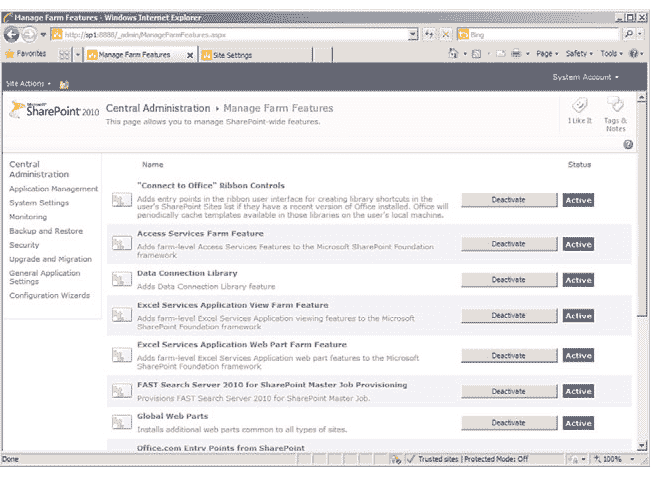 Manage Farm Features - Windows Internet Explorer
http://sp1:8888/_admin/ManageFarmFeatures.aspx
Bing
Favorites
Manage Farm Features
Site Settings
Page
Safety
Tools
System Account
Site Actions
Microsoft
SharePoint 2010
Central Administration
Manage Farm Features
This page allows you to manage SharePoint-wide features.
I Like It
Tags &
Notes
Central
Administration
Application Management
System Settings
Monitoring
Backup and Restore
Security
Upgrade and Migration
General Application
Settings
Configuration Wizards
Name
Status
"Connect to Office" Ribbon Controls
Adds entry points in the ribbon user interface for creating library shortcuts in the
user's SharePoint Sites list if they have a recent version of Office installed. Office will
periodically cache templates available in those libraries on the user's local machine.
Deactivate
Active
Access Services Farm Feature
Adds farm-level Access Services Features to the Microsoft SharePoint Foundation
framework
Deactivate
Active
Data Connection Library
Adds Data Connection Library feature
Deactivate
Active
Excel Services Application View Farm Feature
Adds farm-level Excel Services Application viewing features to the Microsoft
SharePoint Foundation framework
Deactivate
Active
Excel Services Application Web Part Farm Feature
Adds farm-level Excel Services Application web part features to the Microsoft
SharePoint Foundation framework
Deactivate
Active
FAST Search Server 2010 for SharePoint Master Job Provisioning
Provisions FAST Search Server 2010 for SharePoint Master Job.
Deactivate
Active
Global Web Parts
Installs additional web parts common to all types of sites.
Deactivate
Active
Office.com Entry Points from SharePoint
Done
Trusted sites | Protected Mode: Off
100%